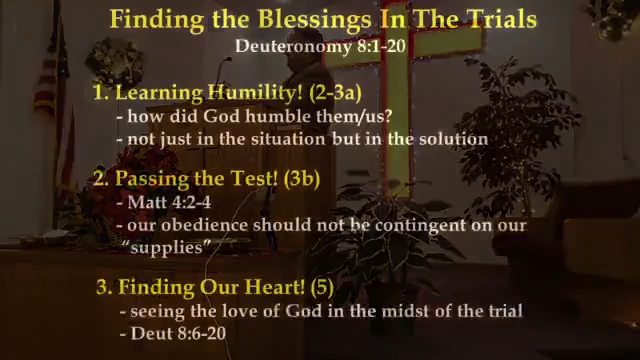 Finding the Blessings In The Trials
Deuteronomy 8:1-20
1. Learning Humility! (2-3a)
- how did God humble them/us?
- not just in the situation but in the solution
2. Passing the Test! (3b)
- Matt 4:2-4
- our obedience should not be contingent on our
"supplies"
3. Finding Our Heart! (5)
- seeing the love of God in the midst of the trial
- Deut 8:6-20